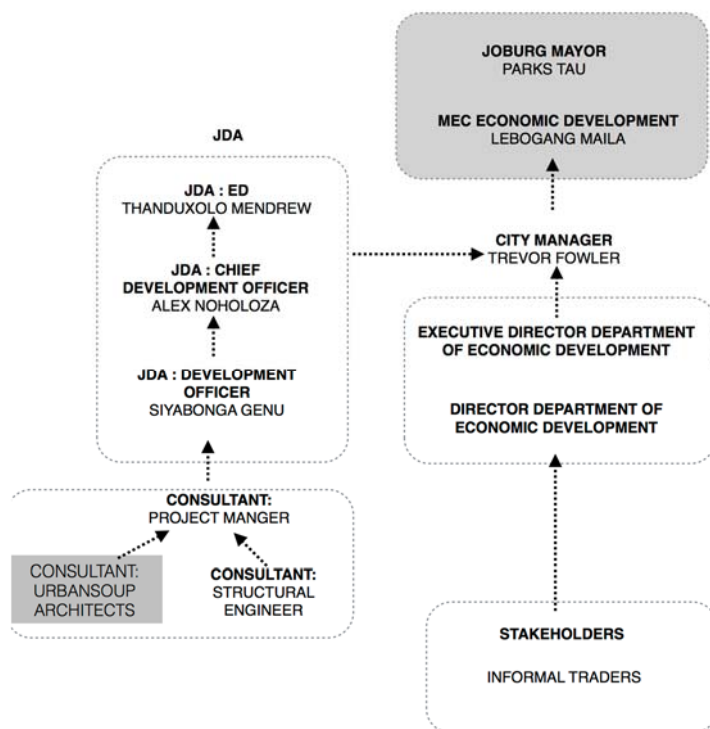 JDA
JDA : ED
THANDUXOLO MENDREW
JDA : CHIEF
DEVELOPMENT OFFICER
ALEX NOHOLOZA
JDA : DEVELOPMENT
OFFICER
SIYABONGA GENU
CONSULTANT:
PROJECT MANGER
CONSULTANT:
URBANSOUP
ARCHITECTS
CONSULTANT:
STRUCTURAL
ENGINEER
JOBURG MAYOR
PARKS TAU
MEC ECONOMIC DEVELOPMENT
LEBOGANG MAILA
CITY MANAGER
TREVOR FOWLER
EXECUTIVE DIRECTOR DEPARTMENT
OF ECONOMIC DEVELOPMENT
DIRECTOR DEPARTMENT OF
ECONOMIC DEVELOPMENT
STAKEHOLDERS
INFORMAL TRADERS